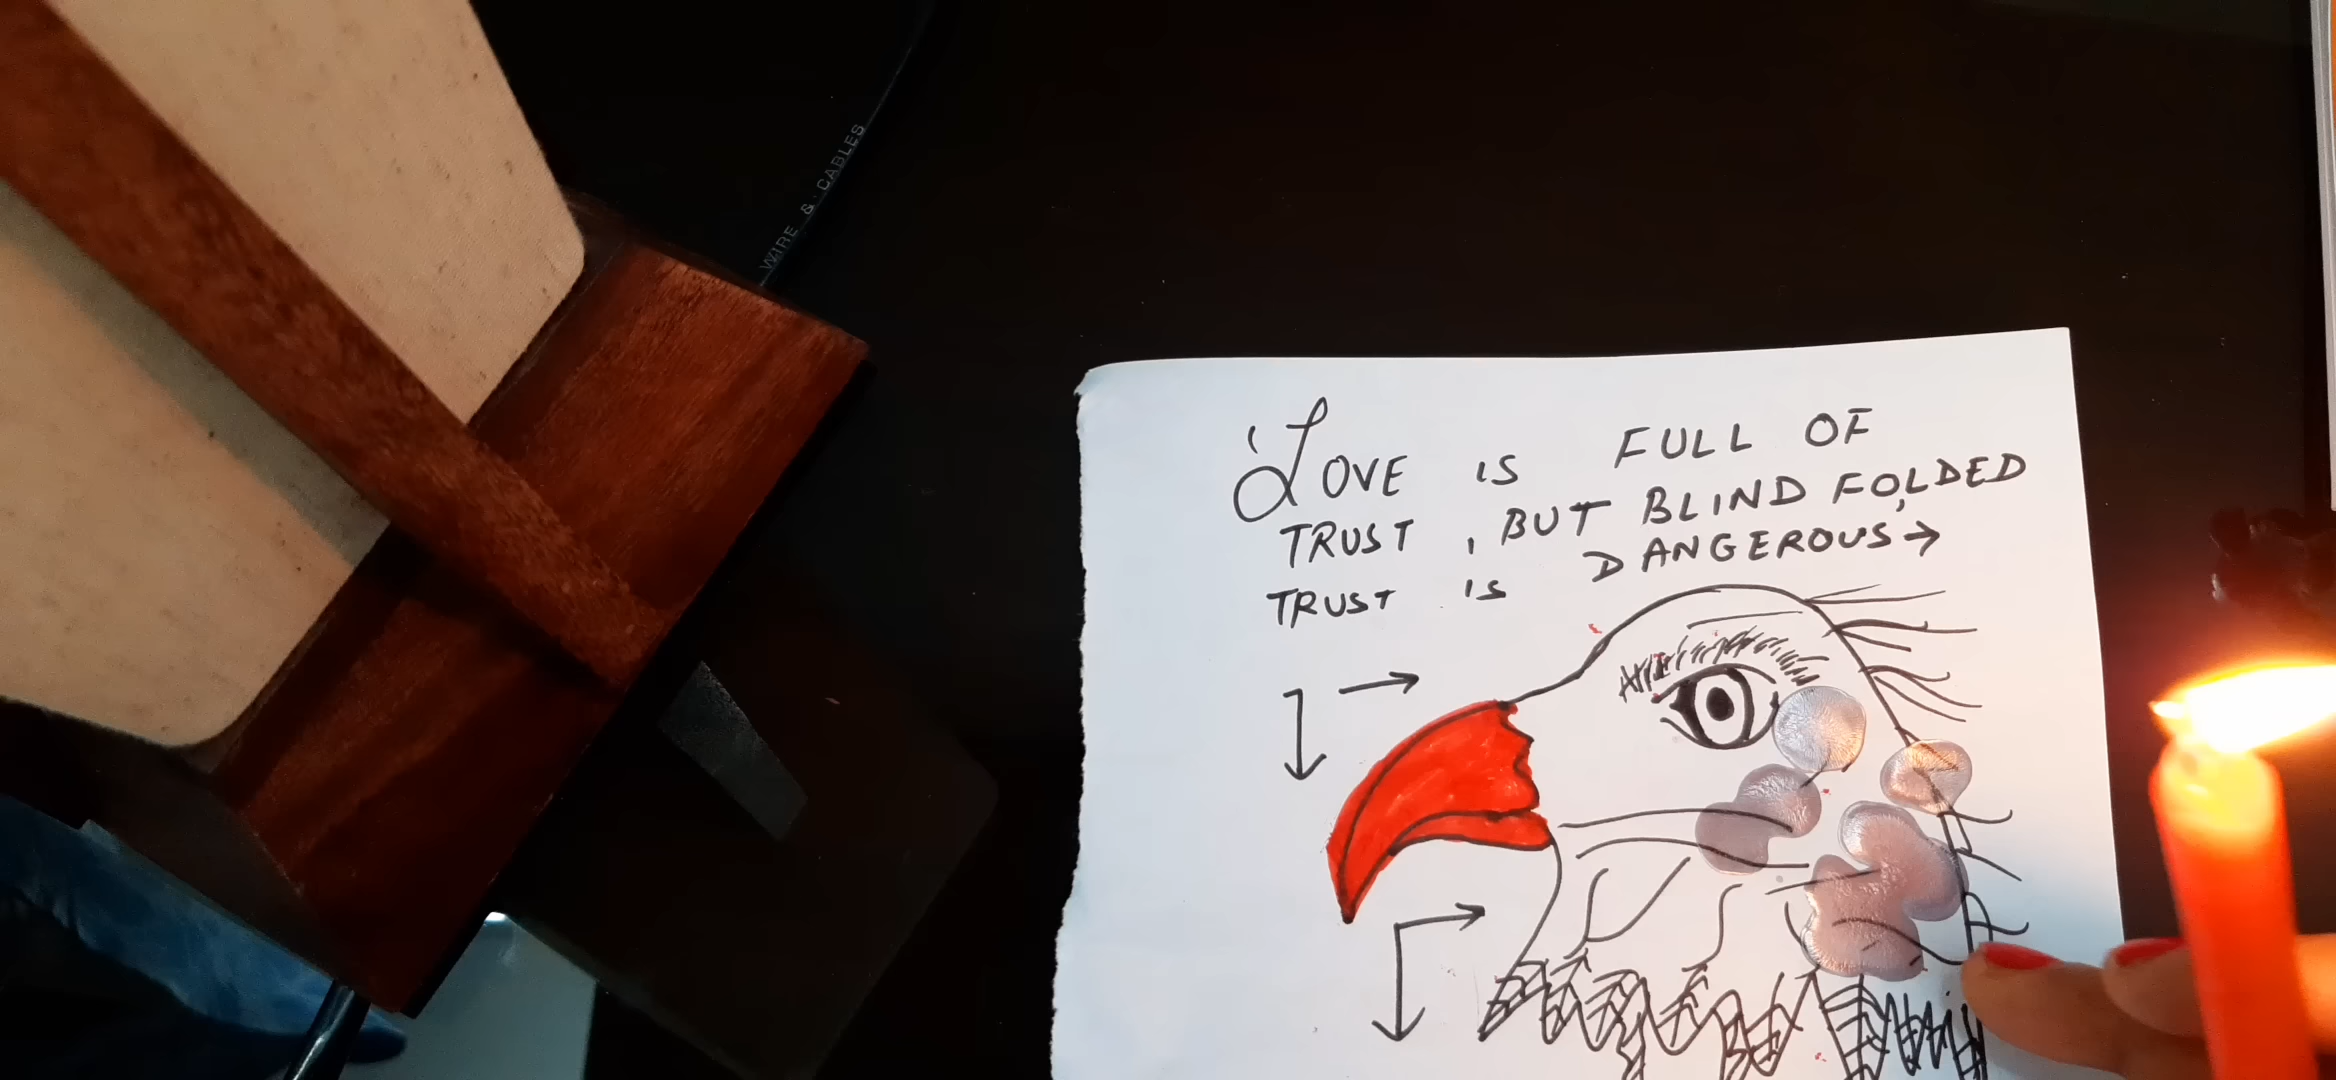 WIRE & CABLES
'LOVE IS FULL OF
TRUST, BUT BLIND FOLDED
TRUST IS DANGEROUS→